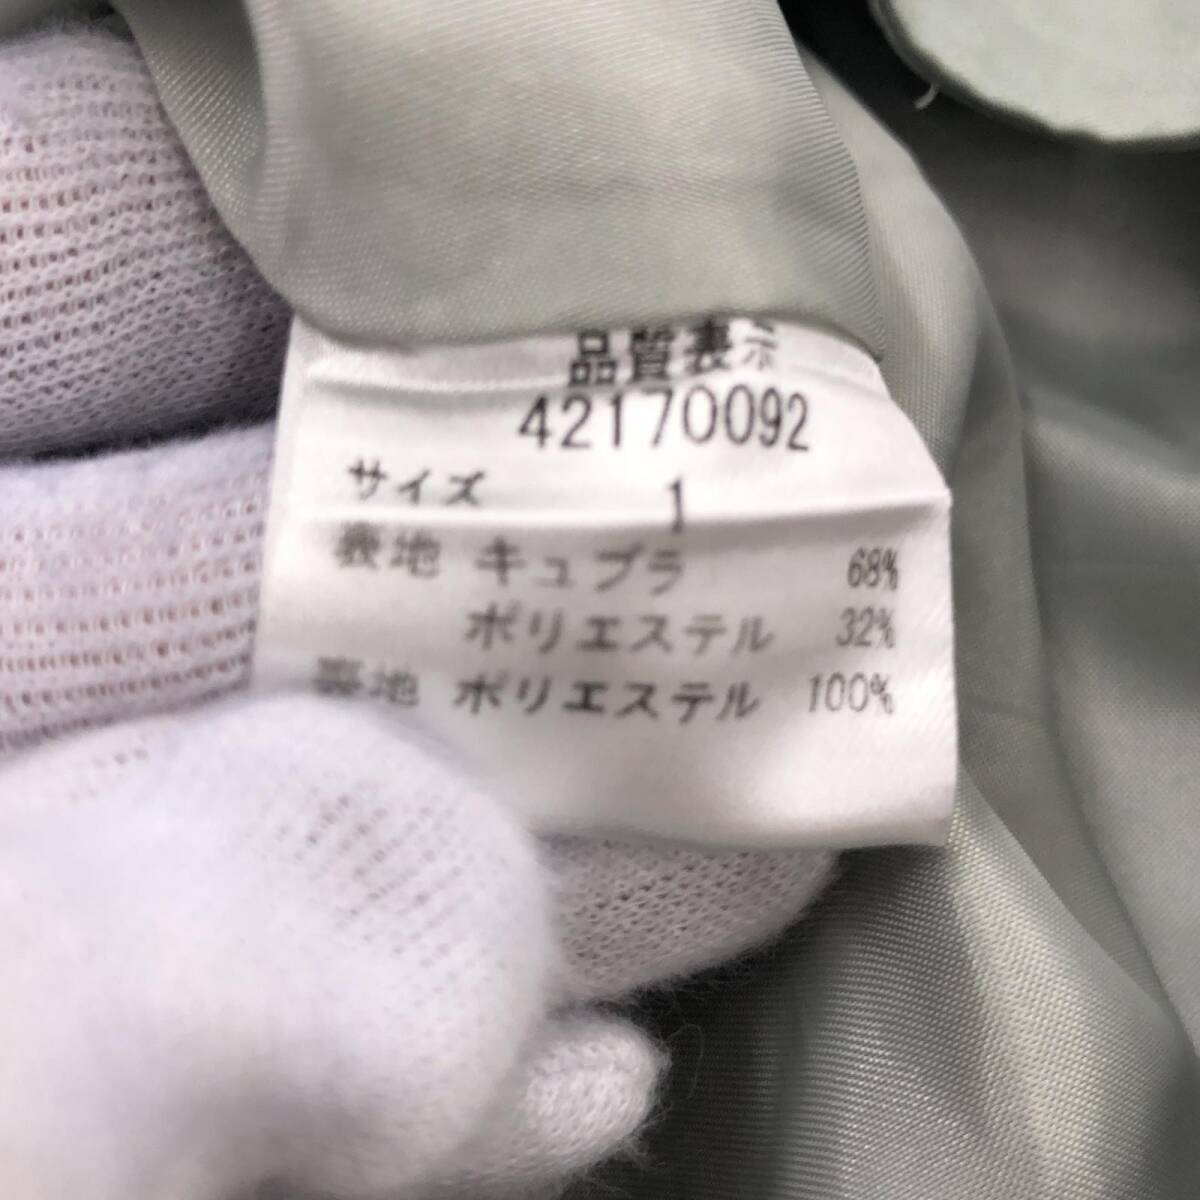 品質表示
42170092
サイズ 1
表地 キュプラ 68%
ポリエステル 32%
裏地 ポリエステル 100%